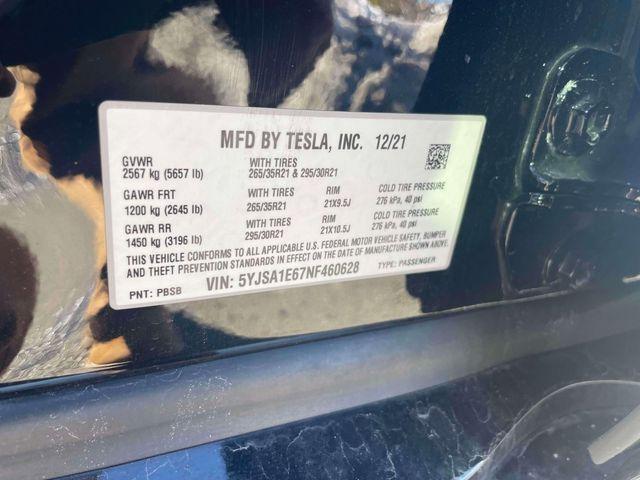 MFD BY TESLA, INC. 12/21
GVWR WITH TIRES
2567 kg (5657 lb) 265/35R21 & 295/30R21
GAWR FRT WITH TIRES RIM COLD TIRE PRESSURE
1200 kg (2645 lb) 265/35R21 21X9.5J 276 kPa, 40 psi
GAWR RR WITH TIRES RIM COLD TIRE PRESSURE
1450 kg (3196 lb) 295/30R21 21X10.5J 276 kPa, 40 psi
THIS VEHICLE CONFORMS TO ALL APPLICABLE U.S. FEDERAL MOTOR VEHICLE SAFETY, BUMPER
AND THEFT PREVENTION STANDARDS IN EFFECT ON THE DATE OF MANUFACTURE SHOWN ABOVE.
PNT: PBSB VIN: 5YJSA1E67NF460628 TYPE: PASSENGER